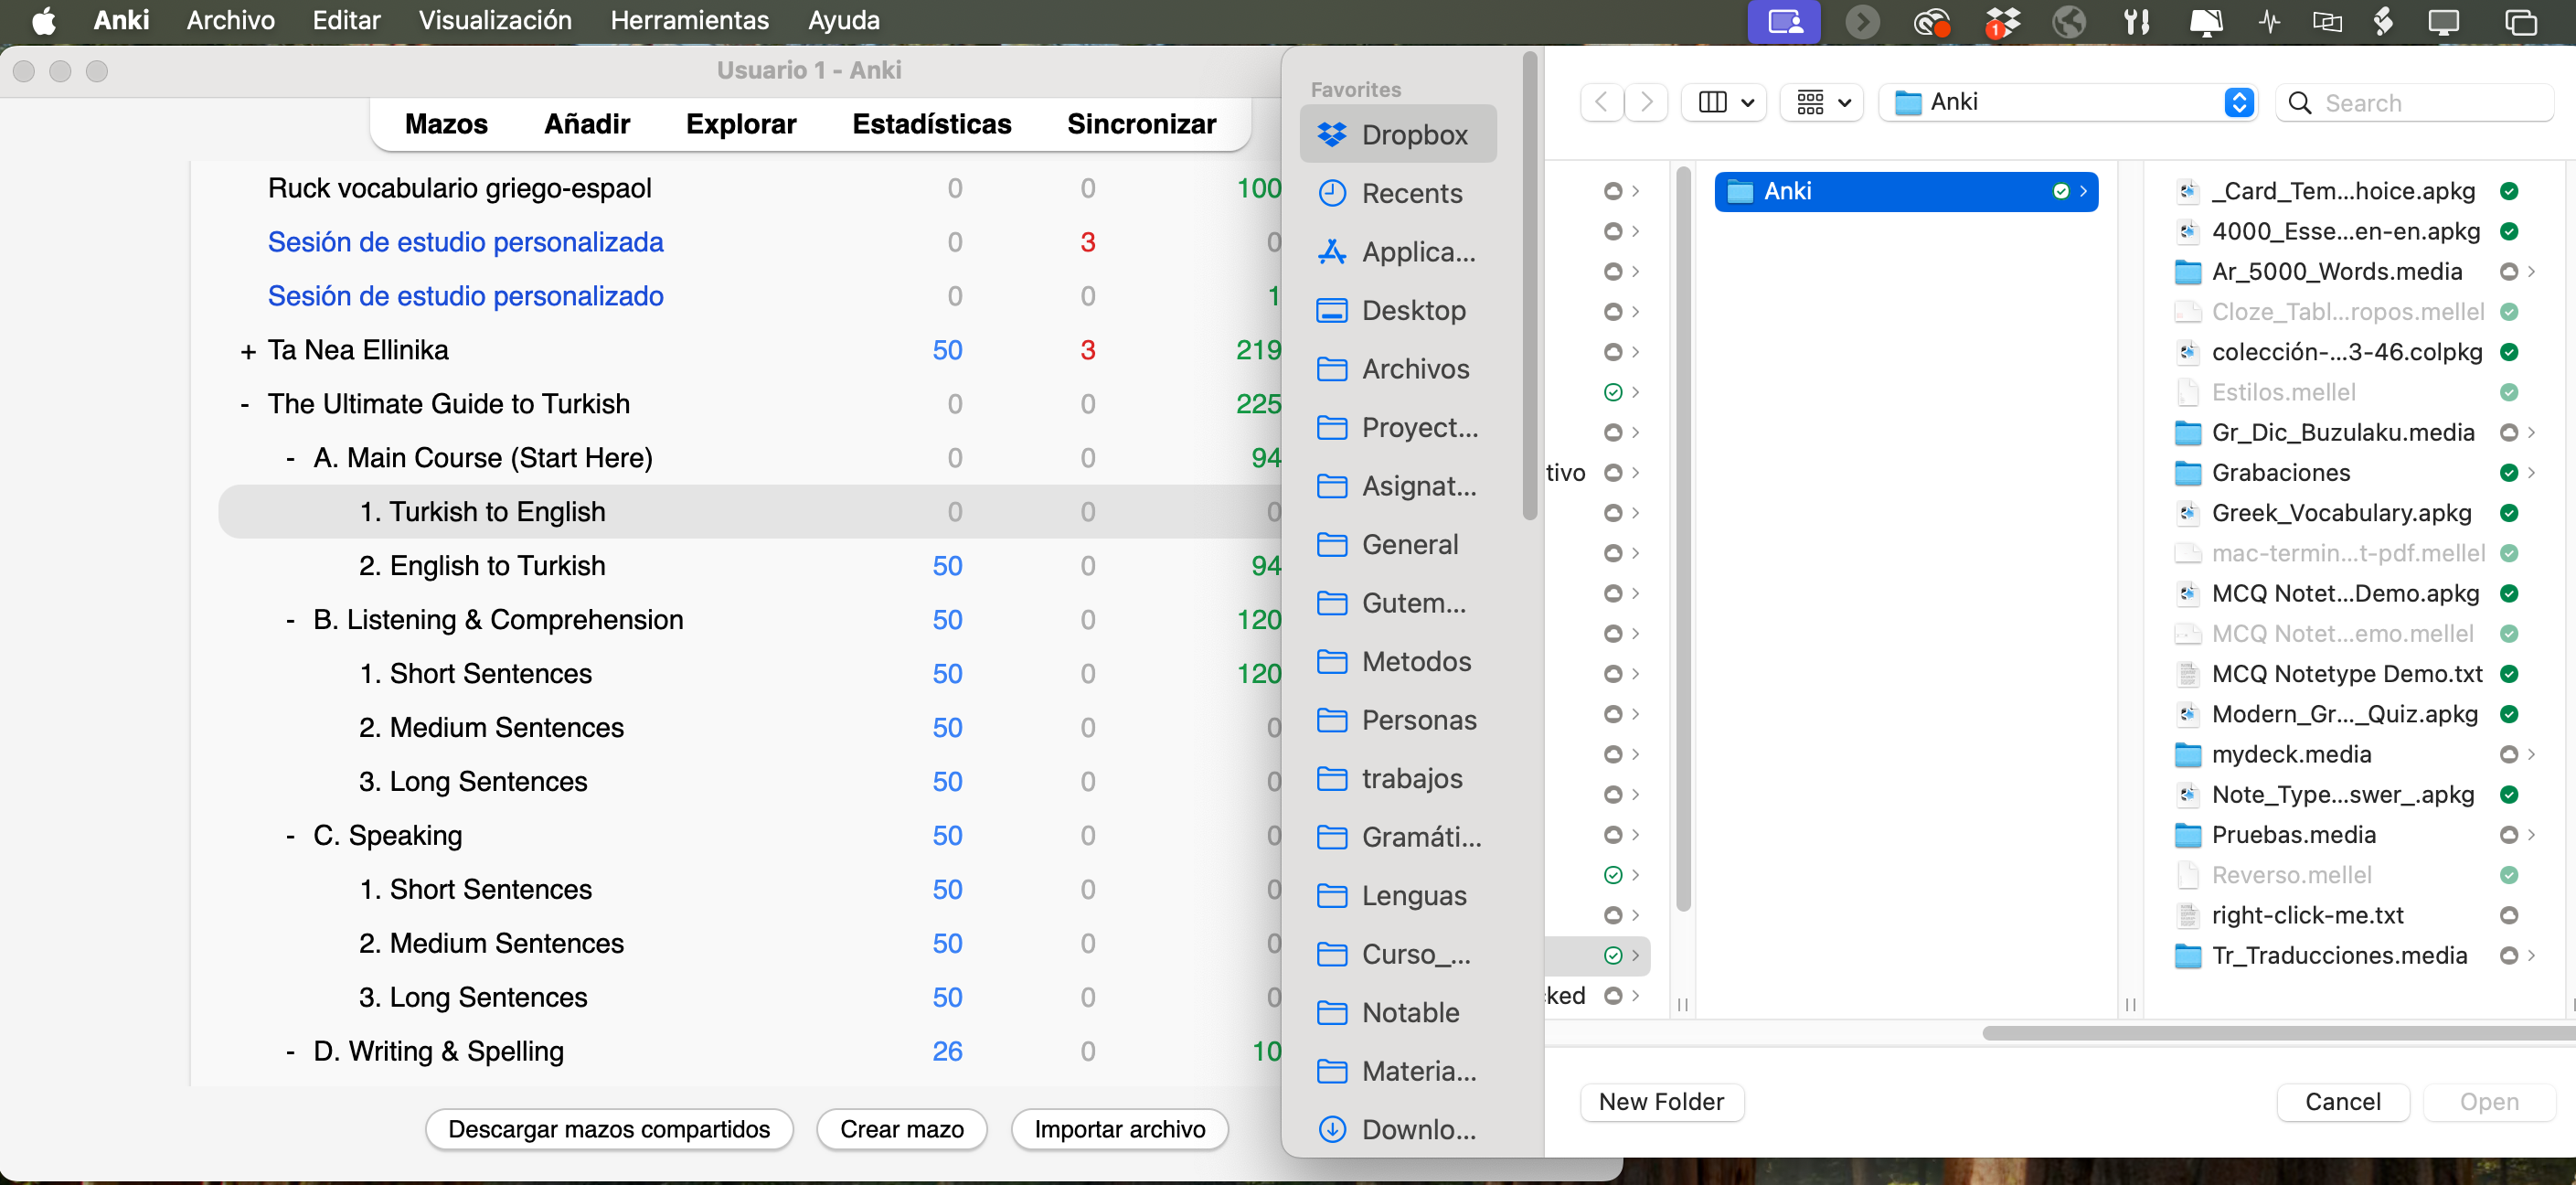 Anki Archivo Editar Visualización Herramientas Ayuda
1
Usuario 1 - Anki
Mazos Añadir Explorar Estadísticas Sincronizar
Ruck vocabulario griego-espaol 0 0 100
Sesión de estudio personalizada 0 3 0
Sesión de estudio personalizado 0 0 1
+ Ta Nea Ellinika 50 3 219
- The Ultimate Guide to Turkish 0 0 225
- A. Main Course (Start Here) 0 0 94
1. Turkish to English 0 0 0
2. English to Turkish 50 0 94
- B. Listening & Comprehension 50 0 120
1. Short Sentences 50 0 120
2. Medium Sentences 50 0 0
3. Long Sentences 50 0 0
- C. Speaking 50 0 0
1. Short Sentences 50 0 0
2. Medium Sentences 50 0 0
3. Long Sentences 50 0 0
- D. Writing & Spelling 26 0 10
Descargar mazos compartidos Crear mazo Importar archivo
Favorites
Dropbox
Recents
Applica...
Desktop
Archivos
Proyect...
Asignat...
General
Gutem...
Metodos
Personas
trabajos
Gramáti...
Lenguas
Curso_...
Notable
Materia...
Downlo...
Anki
Search
tivo
ked
Anki
_Card_Tem...hoice.apkg
4000_Esse...en-en.apkg
Ar_5000_Words.media
Cloze_Tabl...ropos.mellel
colección-...3-46.colpkg
Estilos.mellel
Gr_Dic_Buzulaku.media
Grabaciones
Greek_Vocabulary.apkg
mac-termin...t-pdf.mellel
MCQ Notet...Demo.apkg
MCQ Notet...emo.mellel
MCQ Notetype Demo.txt
Modern_Gr..._Quiz.apkg
mydeck.media
Note_Type...swer_.apkg
Pruebas.media
Reverso.mellel
right-click-me.txt
Tr_Traducciones.media
New Folder
Cancel Open